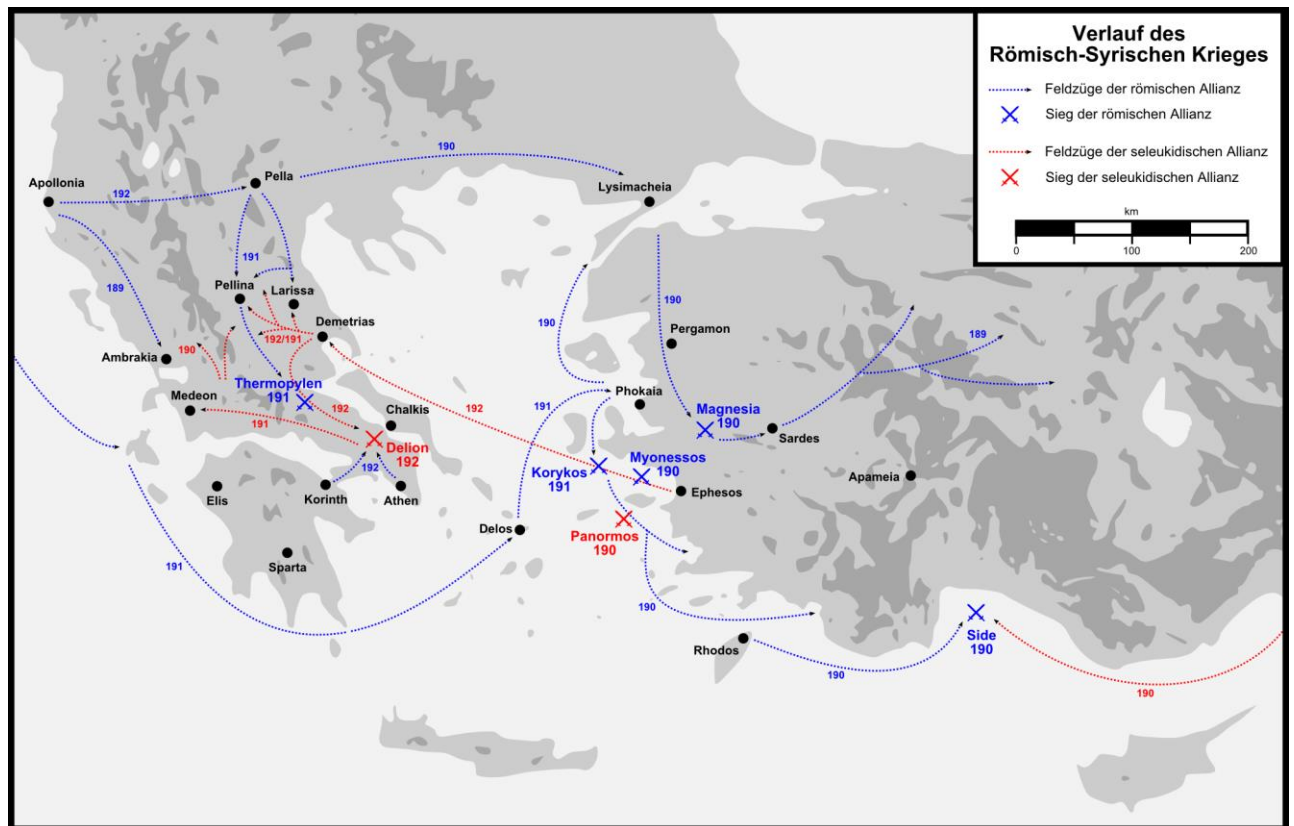 Verlauf des
Römisch-Syrischen Krieges
Feldzüge der römischen Allianz
Sieg der römischen Allianz
Feldzüge der seleukidischen Allianz
Sieg der seleukidischen Allianz
km
0 100 200
190
Pella
Apollonia
192
Lysimacheia
191
Pellina
Larissa
189
190
Demetrias
190
192/191
Pergamon
189
190
Ambrakia
Thermopylen
191
Phokaia
Medeon
192
Chalkis
191
192
Magnesia
190
191
Sardes
Delion
192
Myonessos
190
Korykos
191
192
Apameia
Elis
Korinth
Athen
Ephesos
Delos
Panormos
190
Sparta
191
190
Side
190
Rhodos
190
190